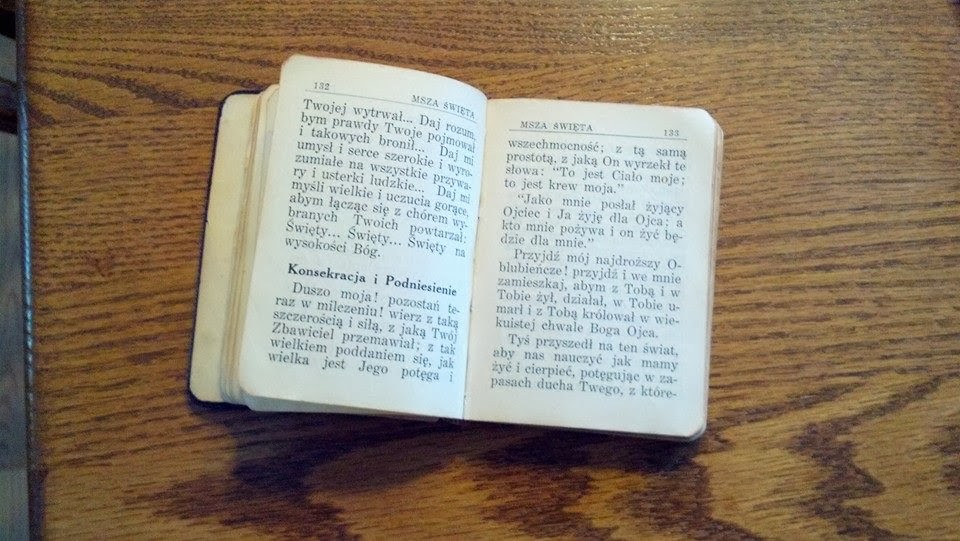 132 MSZA ŚWIĘTA
Twojej wytrwał... Daj rozum,
bym prawdy Twoje pojmował
i takowych bronił... Daj mi
umysł i serce szerokie i wyro-
zumiałe na wszystkie przywa-
ry i usterki ludzkie... Daj mi
myśli wielkie i uczucia gorące,
abym łącząc się z chórem wy-
branych Twoich powtarzał:
Święty... Święty... Święty na
wysokości Bóg.
Konsekracja i Podniesienie
Duszo moja! pozostań te-
raz w milczeniu! wierz z taką
szczerością i siłą, z jaką Twój
Zbawiciel przemawiał; z tak
wielkiem poddaniem się, jak
wielka jest Jego potęga i
MSZA ŚWIĘTA 133
wszechmocność; z tą samą
prostotą, z jaką On wyrzekł te
słowa: "To jest Ciało moje;
to jest krew moja."
"Jako mnie posłał żyjący
Ojciec i Ja żyję dla Ojca: a
kto mnie pożywa i on żyć bę-
dzie dla mnie."
Przyjdź mój najdroższy O-
blubieńcze! przyjdź i we mnie
zamieszkaj, abym z Tobą i w
Tobie żył, działał, w Tobie u-
marł i z Tobą królował w wie-
kuistej chwale Boga Ojca.
Tyś przyszedł na ten świat,
aby nas nauczyć jak mamy
żyć i cierpieć, potęgując w za-
pasach ducha Twego, z które-